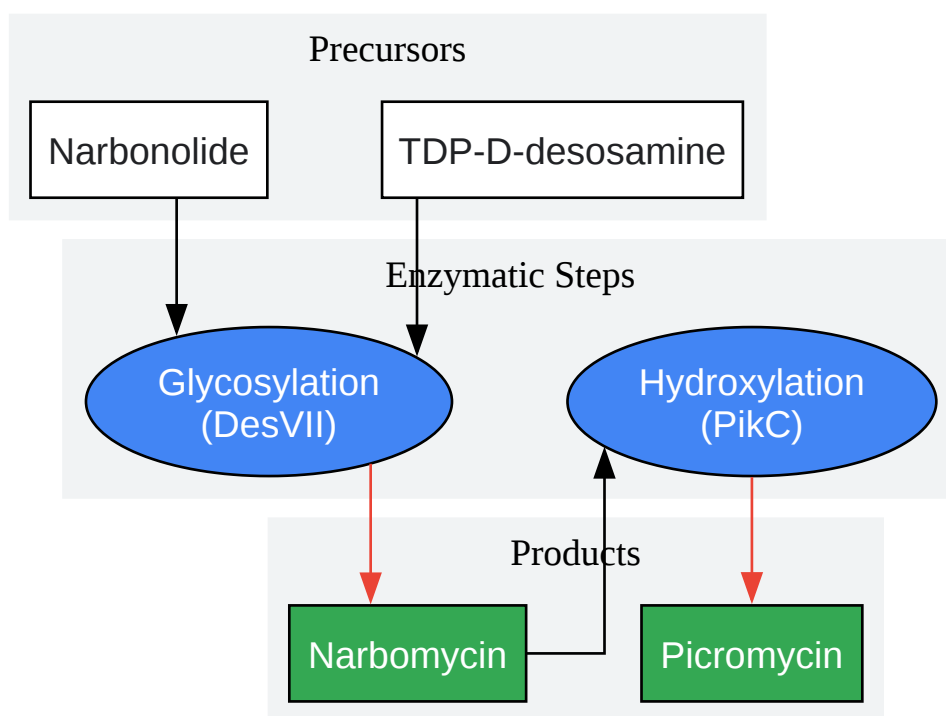 Precursors
Narbonolide
TDP-D-desosamine
Enzymatic Steps
Glycosylation
(DesVII)
Hydroxylation
(PikC)
Products
Narbomycin
Picromycin